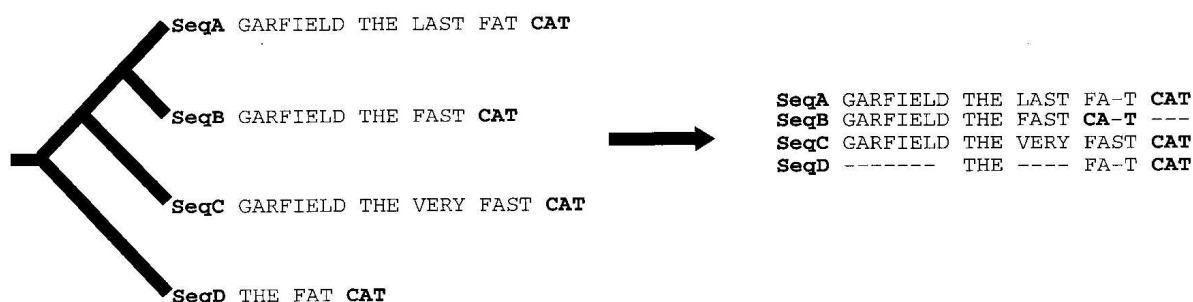 SeqA GARFIELD THE LAST FAT CAT
SeqB GARFIELD THE FAST CAT
SeqC GARFIELD THE VERY FAST CAT
SeqD THE FAT CAT
SeqA GARFIELD THE LAST FA-T CAT
SeqB GARFIELD THE FAST CA-T ---
SeqC GARFIELD THE VERY FAST CAT
SeqD ------- THE ---- FA-T CAT